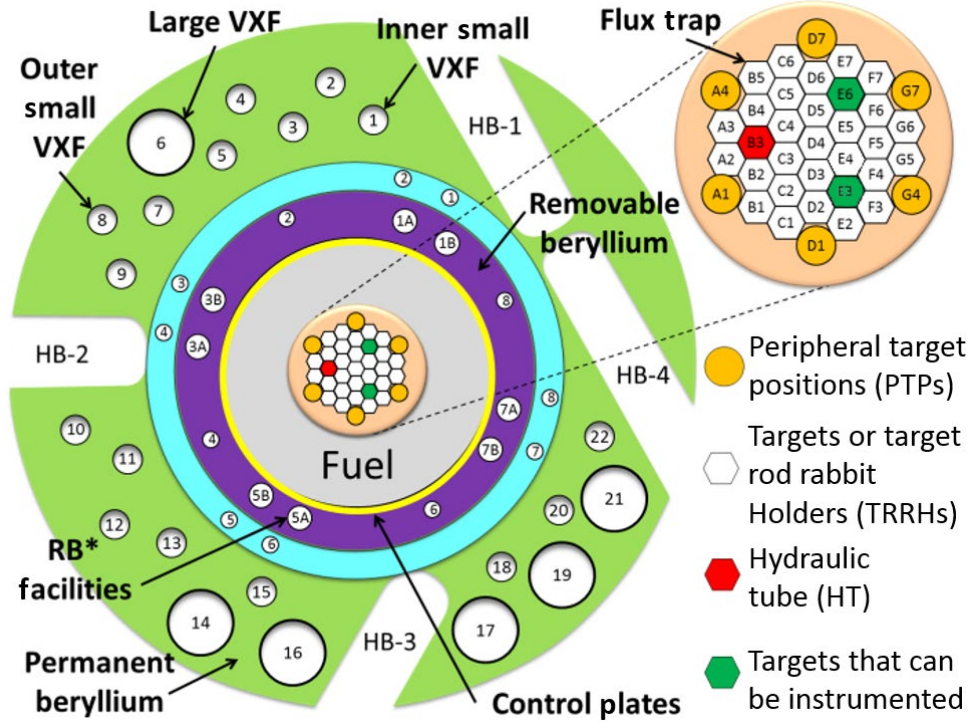 Large VXF
Inner small
VXF
Outer
small
VXF
Flux trap
HB-1
HB-2
HB-3
HB-4
Removable
beryllium
Fuel
RB*
facilities
Permanent
beryllium
Control plates
1
2
3
4
5
6
7
8
9
10
11
12
13
14
15
16
17
18
19
20
21
22
2
1
3
4
5
6
7
8
2
1A
1B
3B
3A
4
5B
5A
6
7B
7A
8
D7
C6 E7
B5 D6 F7
A4 C5 E6 G7
B4 D5 F6
A3 C4 E5 G6
B3 D4 F5
A2 C3 E4 G5
B2 D3 F4
A1 C2 E3 G4
B1 D2 F3
C1 E2
D1
Peripheral target
positions (PTPs)
Targets or target
rod rabbit
Holders (TRRHs)
Hydraulic
tube (HT)
Targets that can
be instrumented